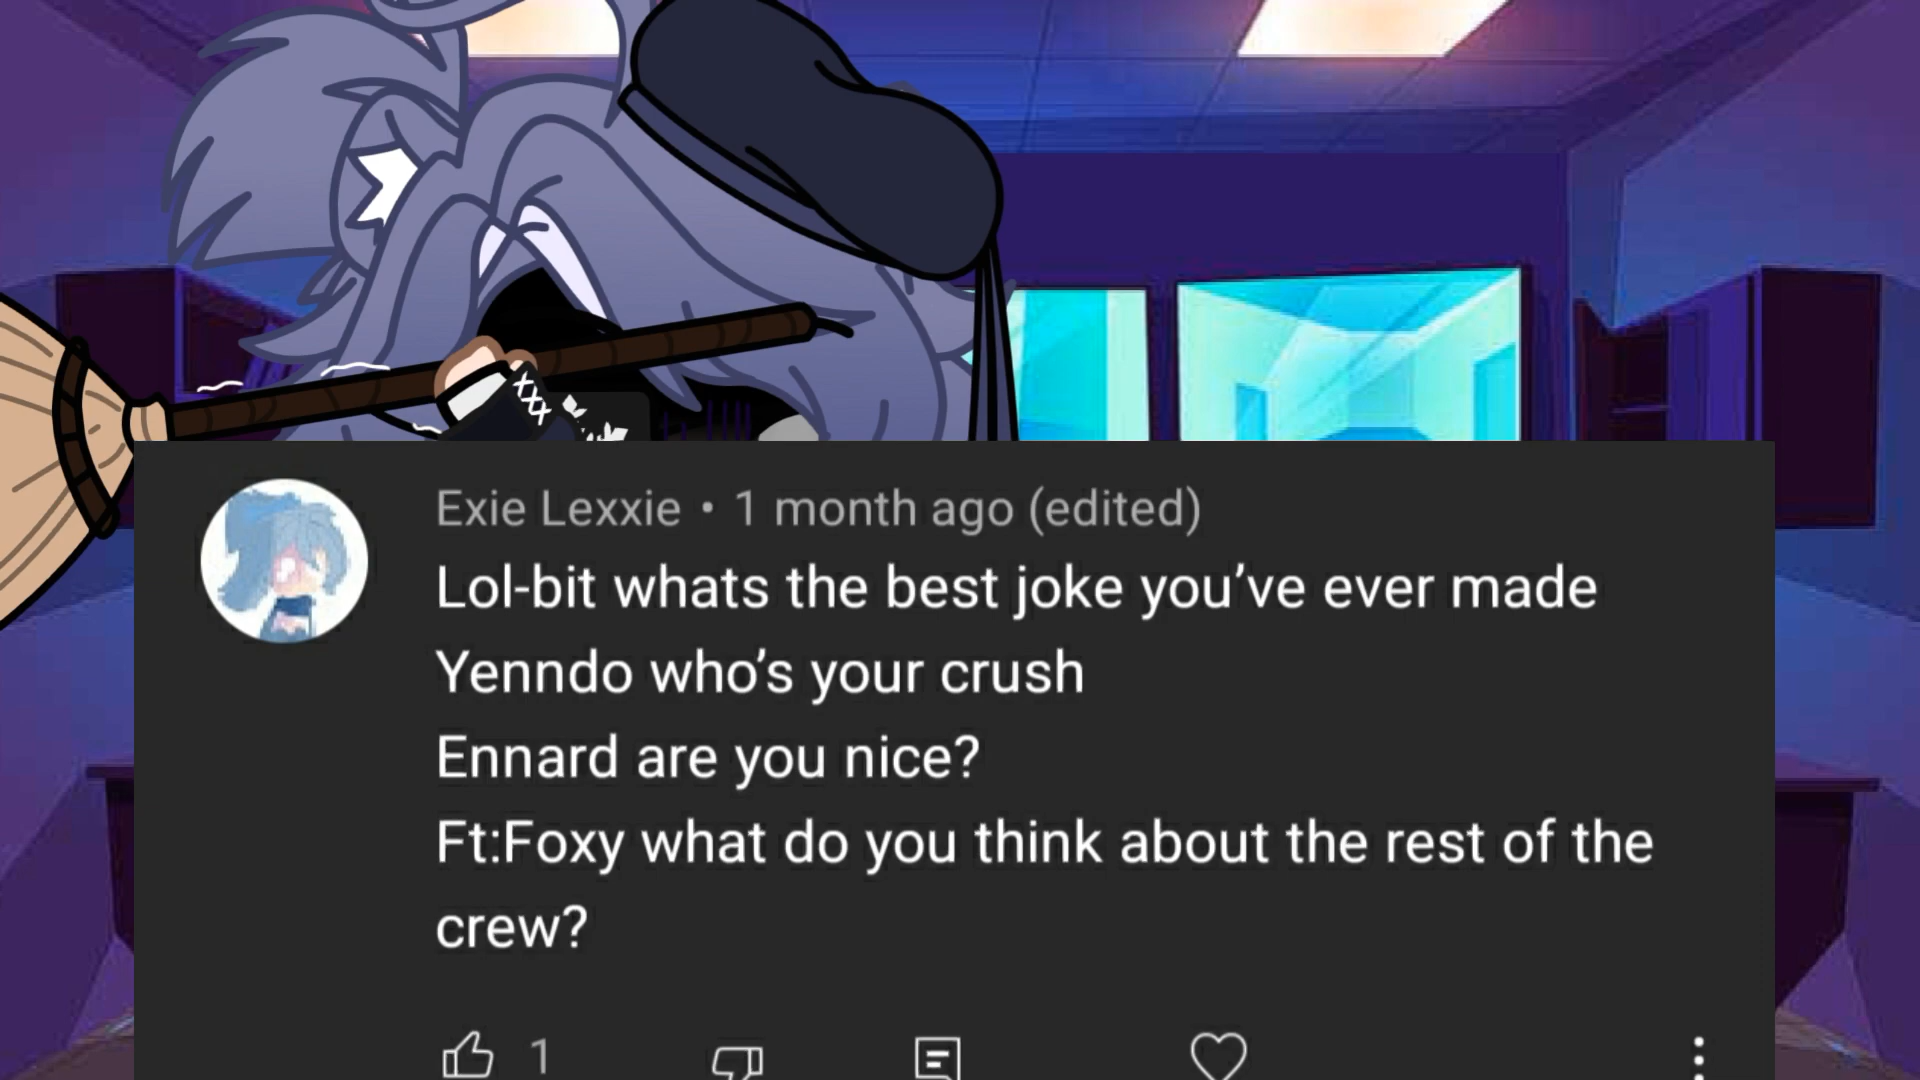 Exie Lexxie • 1 month ago (edited)
Lol-bit whats the best joke you’ve ever made
Yenndo who’s your crush
Ennard are you nice?
Ft:Foxy what do you think about the rest of the
crew?
1